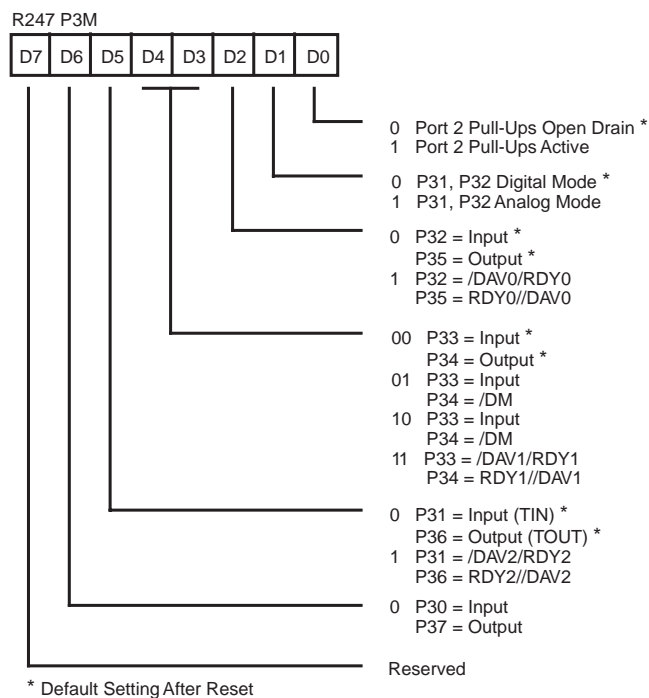 R247 P3M
D7 D6 D5 D4 D3 D2 D1 D0
0 Port 2 Pull-Ups Open Drain *
1 Port 2 Pull-Ups Active
0 P31, P32 Digital Mode *
1 P31, P32 Analog Mode
0 P32 = Input *
P35 = Output *
1 P32 = /DAV0/RDY0
P35 = RDY0//DAV0
00 P33 = Input *
P34 = Output *
01 P33 = Input
P34 = /DM
10 P33 = Input
P34 = /DM
11 P33 = /DAV1/RDY1
P34 = RDY1//DAV1
0 P31 = Input (TIN) *
P36 = Output (TOUT) *
1 P31 = /DAV2/RDY2
P36 = RDY2//DAV2
0 P30 = Input
P37 = Output
Reserved
* Default Setting After Reset